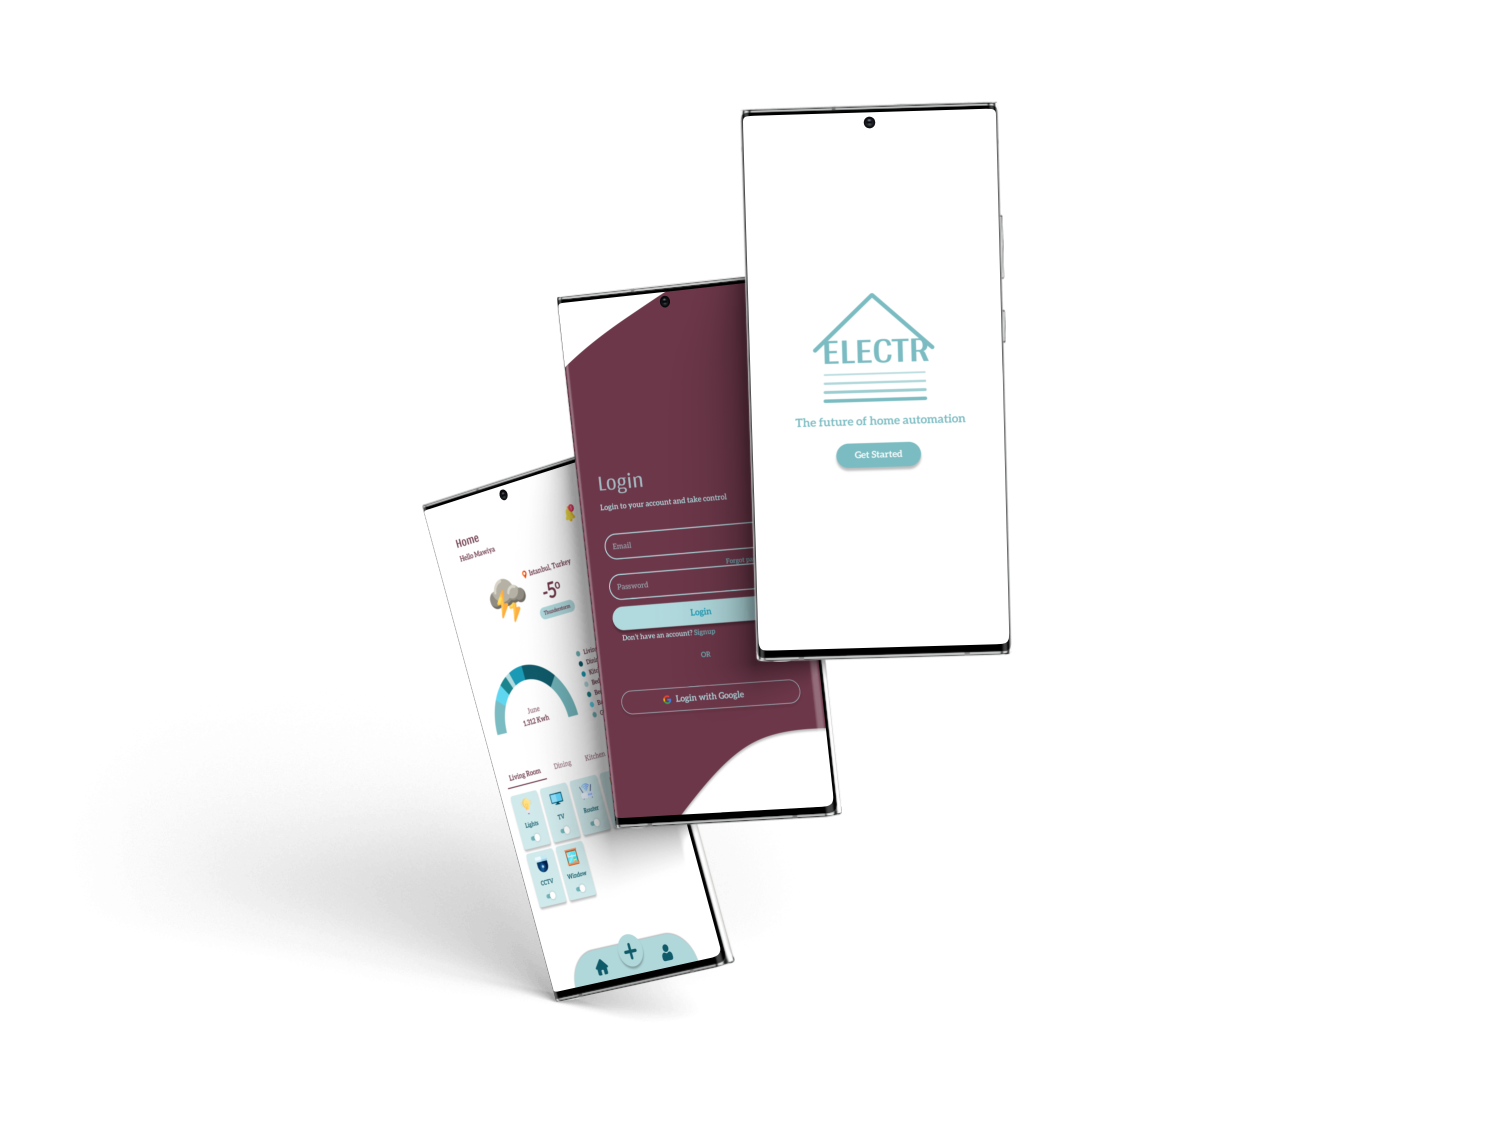 ELECTR
The future of home automation
Get Started
Login
Login to your account and take control
Email
Forgot
Password
Login
Don't have an account? Signup
OR
Login with Google
Home
Hello Mawiya
Istanbul, Turkey
-5°
Thunderstorm
June
1.312 Kwh
Living Room Dining Kitchen
Lights TV Router
CCTV Window